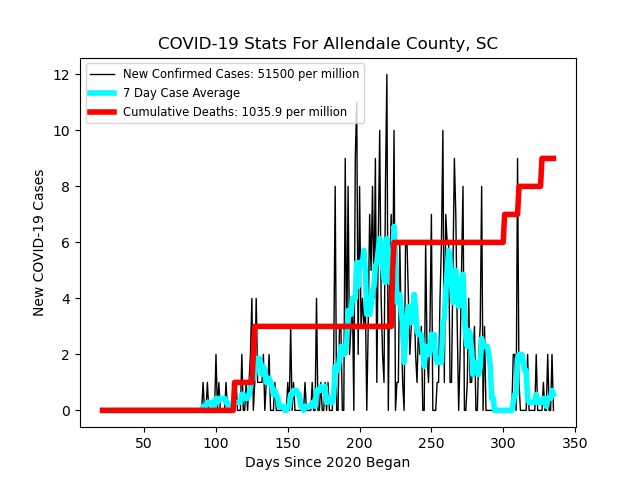 COVID-19 Stats For Allendale County, SC
New Confirmed Cases: 51500 per million
7 Day Case Average
Cumulative Deaths: 1035.9 per million
New COVID-19 Cases
12
10
8
6
4
2
0
50 100 150 200 250 300 350
Days Since 2020 Began